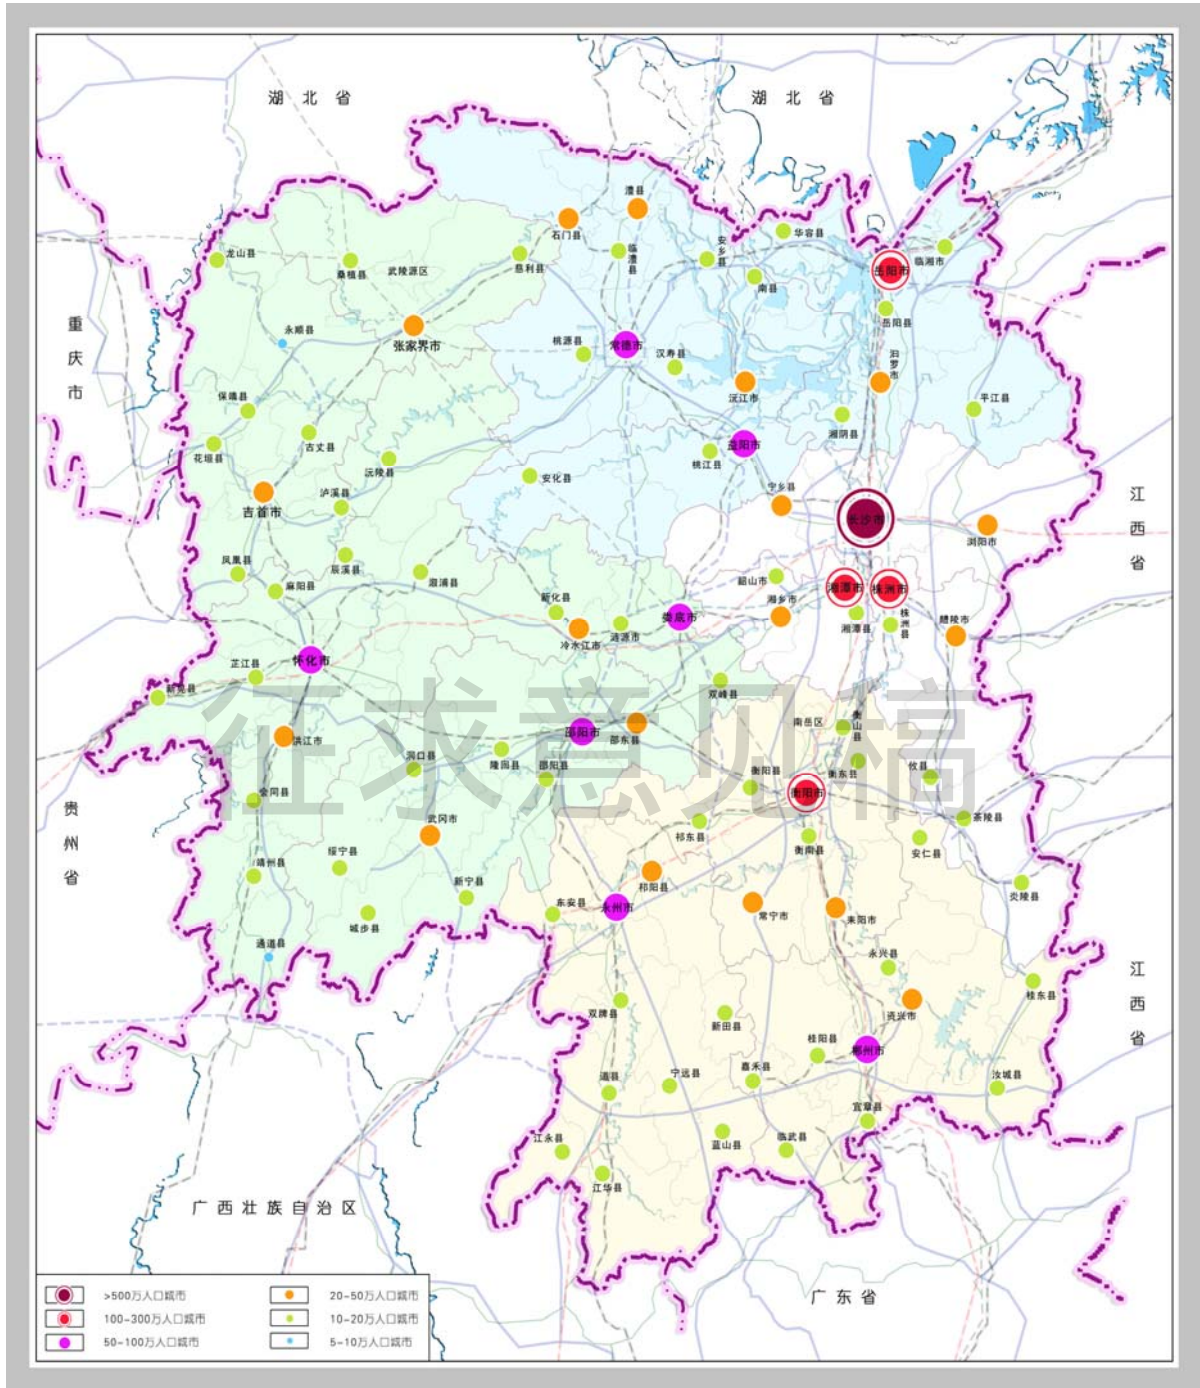 湖北省
湖北省
澧县
石门县
临澧县
安乡县
华容县
龙山县
桑植县
武陵源区
慈利县
南县
岳阳市
临湘市
岳阳县
永顺县
张家界市
桃源县
常德市
汉寿县
沅江市
汨罗市
重庆市
保靖县
平江县
花垣县
古丈县
沅陵县
益阳市
桃江县
湘阴县
安化县
泸溪县
吉首市
宁乡县
长沙市
浏阳市
江西省
凤凰县
麻阳县
辰溪县
溆浦县
韶山市
湘潭市
株洲市
新化县
湘乡市
湘潭县
株洲县
醴陵市
冷水江市
涟源市
娄底市
芷江县
怀化市
新晃县
双峰县
洪江市
邵阳市
邵东县
南岳区
衡山县
征求意见稿
洞口县
隆回县
邵阳县
衡阳县
衡东县
攸县
会同县
衡阳市
贵州省
武冈市
祁东县
衡南县
茶陵县
安仁县
靖州县
绥宁县
新宁县
祁阳县
炎陵县
城步县
东安县
永州市
常宁市
耒阳市
通道县
永兴县
江西省
双牌县
新田县
资兴市
桂东县
桂阳县
郴州市
道县
宁远县
嘉禾县
汝城县
宜章县
江永县
蓝山县
临武县
江华县
广西壮族自治区
广东省
>500万人口城市
20-50万人口城市
100-300万人口城市
10-20万人口城市
50-100万人口城市
5-10万人口城市